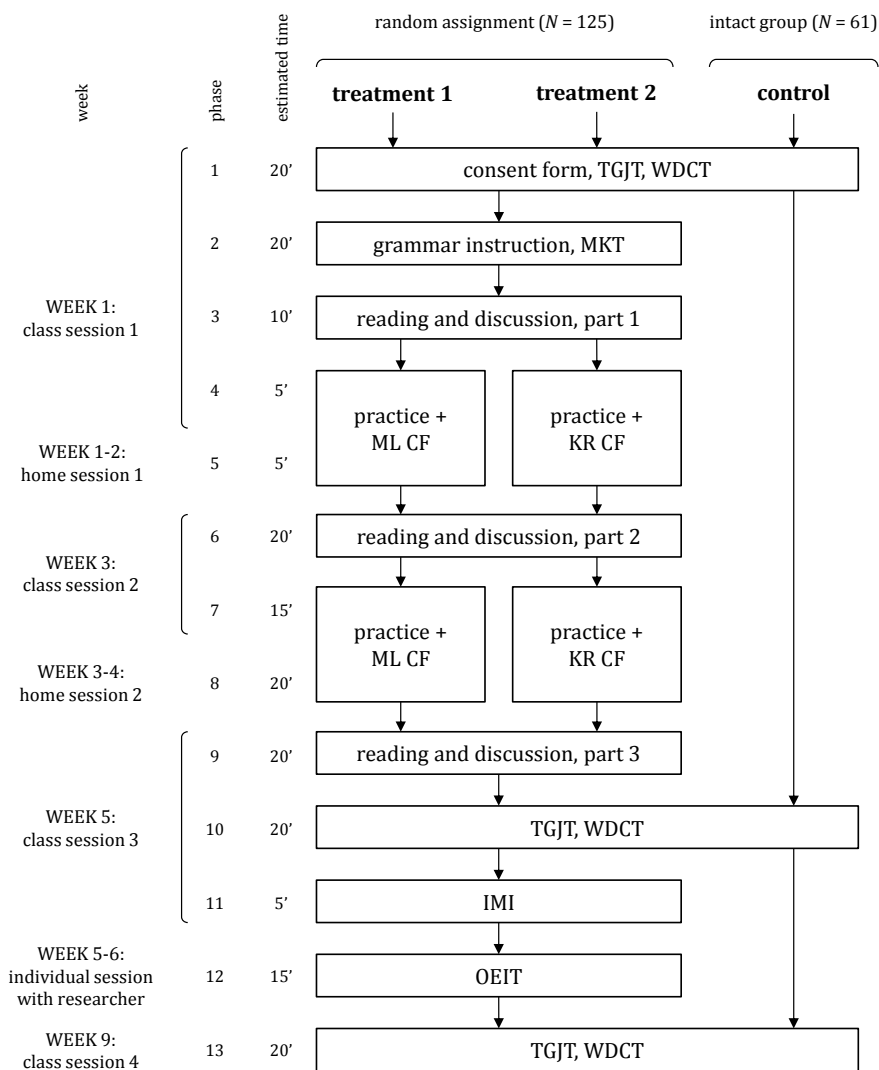 random assignment (N = 125)
intact group (N = 61)
week
phase
estimated time
treatment 1
treatment 2
control
1
20’
consent form, TGJT, WDCT
2
20’
grammar instruction, MKT
WEEK 1:
class session 1
3
10’
reading and discussion, part 1
4
5’
practice +
ML CF
practice +
KR CF
WEEK 1-2:
home session 1
5
5’
6
20’
reading and discussion, part 2
WEEK 3:
class session 2
7
15’
practice +
ML CF
practice +
KR CF
WEEK 3-4:
home session 2
8
20’
9
20’
reading and discussion, part 3
WEEK 5:
class session 3
10
20’
TGJT, WDCT
11
5’
IMI
WEEK 5-6:
individual session
with researcher
12
15’
OEIT
WEEK 9:
class session 4
13
20’
TGJT, WDCT